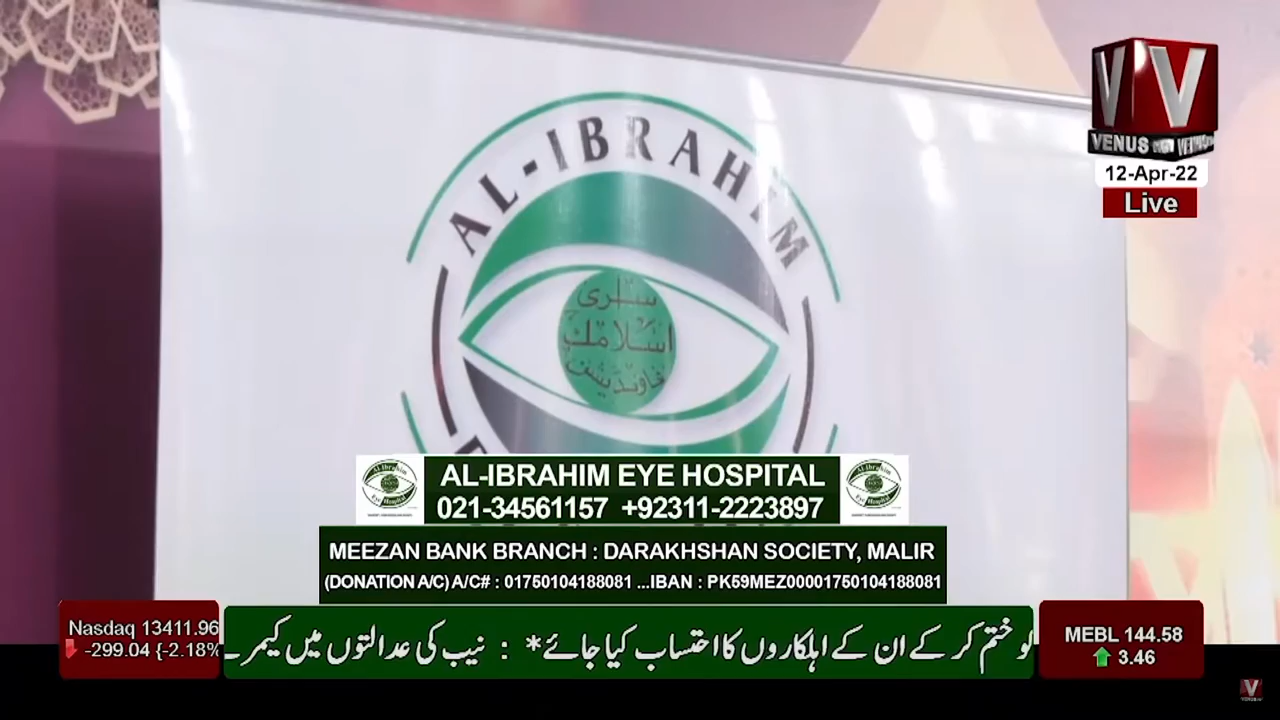 AL-IBRAHIM
سٹری
اسلامک
فاونڈیشن
VENUS
12-Apr-22
Live
AL-IBRAHIM EYE HOSPITAL
021-34561157 +92311-2223897
MEEZAN BANK BRANCH : DARAKHSHAN SOCIETY, MALIR
(DONATION A/C) A/C# : 01750104188081 ...IBAN : PK59MEZ00001750104188081
Nasdaq 13411.96
-299.04 {-2.18%
لو ختم کر کے ان کے اہلکاروں کا احتساب کیا جائے* : نیب کی عدالتوں میں کیمر
MEBL 144.58
3.46